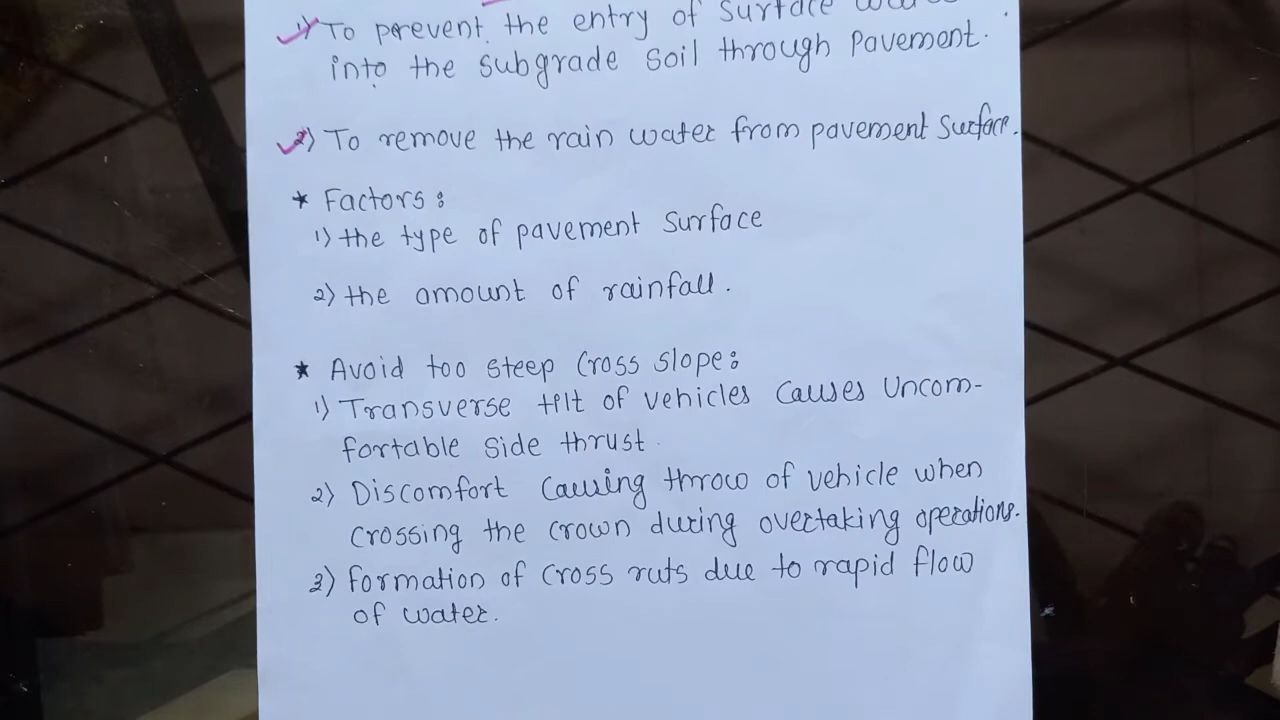 1) To prevent the entry of Surface
into the subgrade soil through Pavement.
2) To remove the rain water from pavement Surface.
* Factors:
1) the type of pavement Surface
2) the amount of rainfall.
* Avoid too steep Cross slope:
1) Transverse tilt of vehicles Causes Uncom-
fortable side thrust.
2) Discomfort Causing throw of vehicle when
crossing the crown during overtaking operations.
3) formation of cross ruts due to rapid flow
of water.